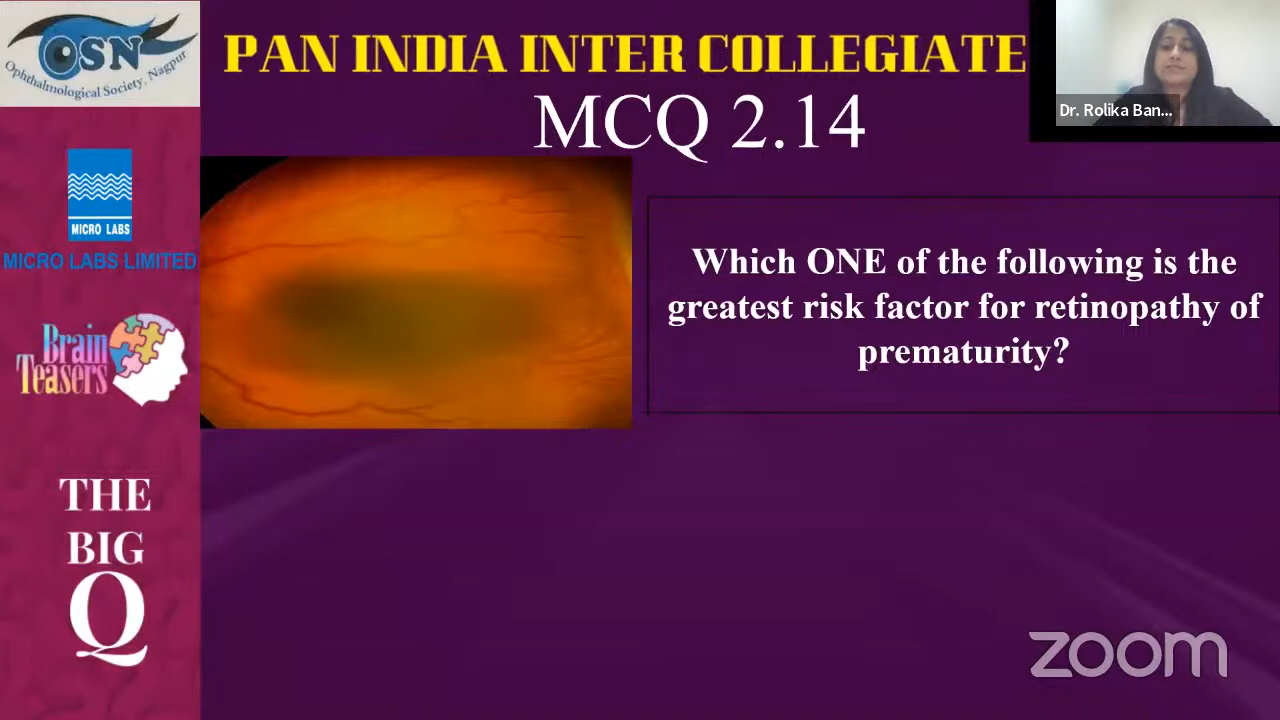 OSN
Ophthalmological Society, Nagpur
PAN INDIA INTER COLLEGIATE
MCQ 2.14
Dr. Rolika Ban...
MICRO LABS
MICRO LABS LIMITED
Which ONE of the following is the
greatest risk factor for retinopathy of
prematurity?
Brain
Teasers
THE
BIG
Q
zoom